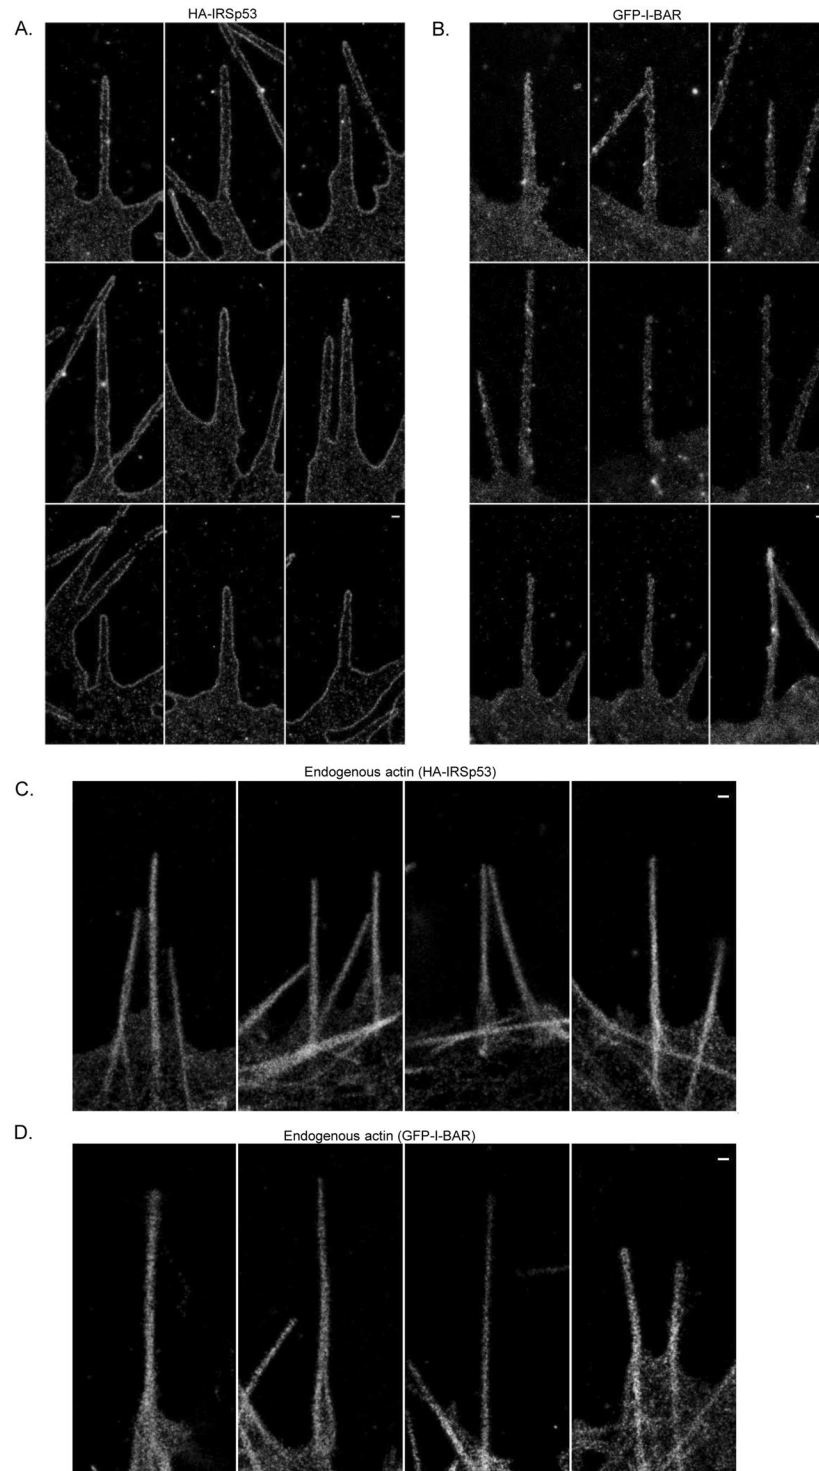 HA-IRSp53
A.
GFP-I-BAR
B.
Endogenous actin (HA-IRSp53)
C.
Endogenous actin (GFP-I-BAR)
D.